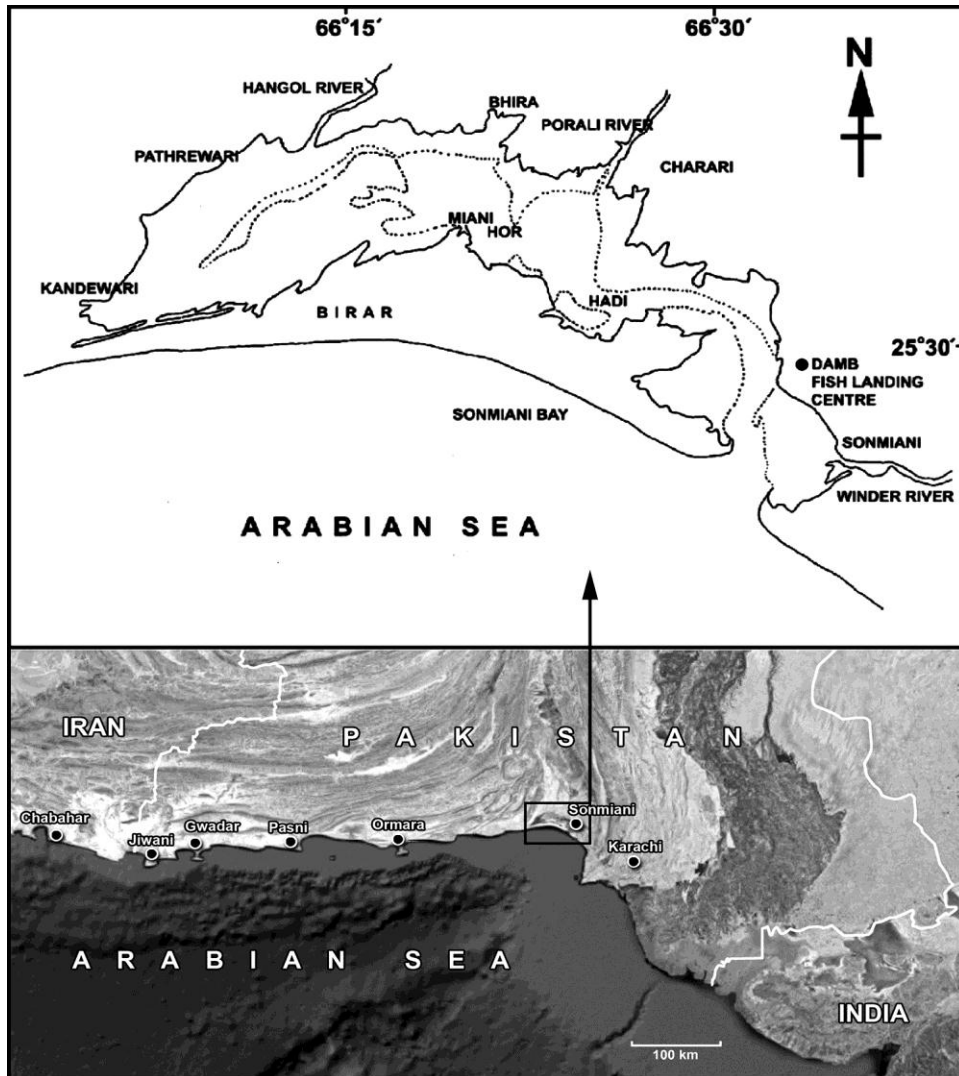 66°15′
66°30′
N
HANGOL RIVER
BHIRA
PORALI RIVER
PATHREWARI
CHARARI
MIANI
HOR
KANDEWARI
HADI
BIRAR
25°30′
DAMB
FISH LANDING
CENTRE
SONMIANI BAY
SONMIANI
WINDER RIVER
ARABIAN SEA
IRAN
PAKISTAN
Chabahar
Jiwani
Gwadar
Pasni
Ormara
Sonmiani
Karachi
ARABIAN SEA
INDIA
100 km